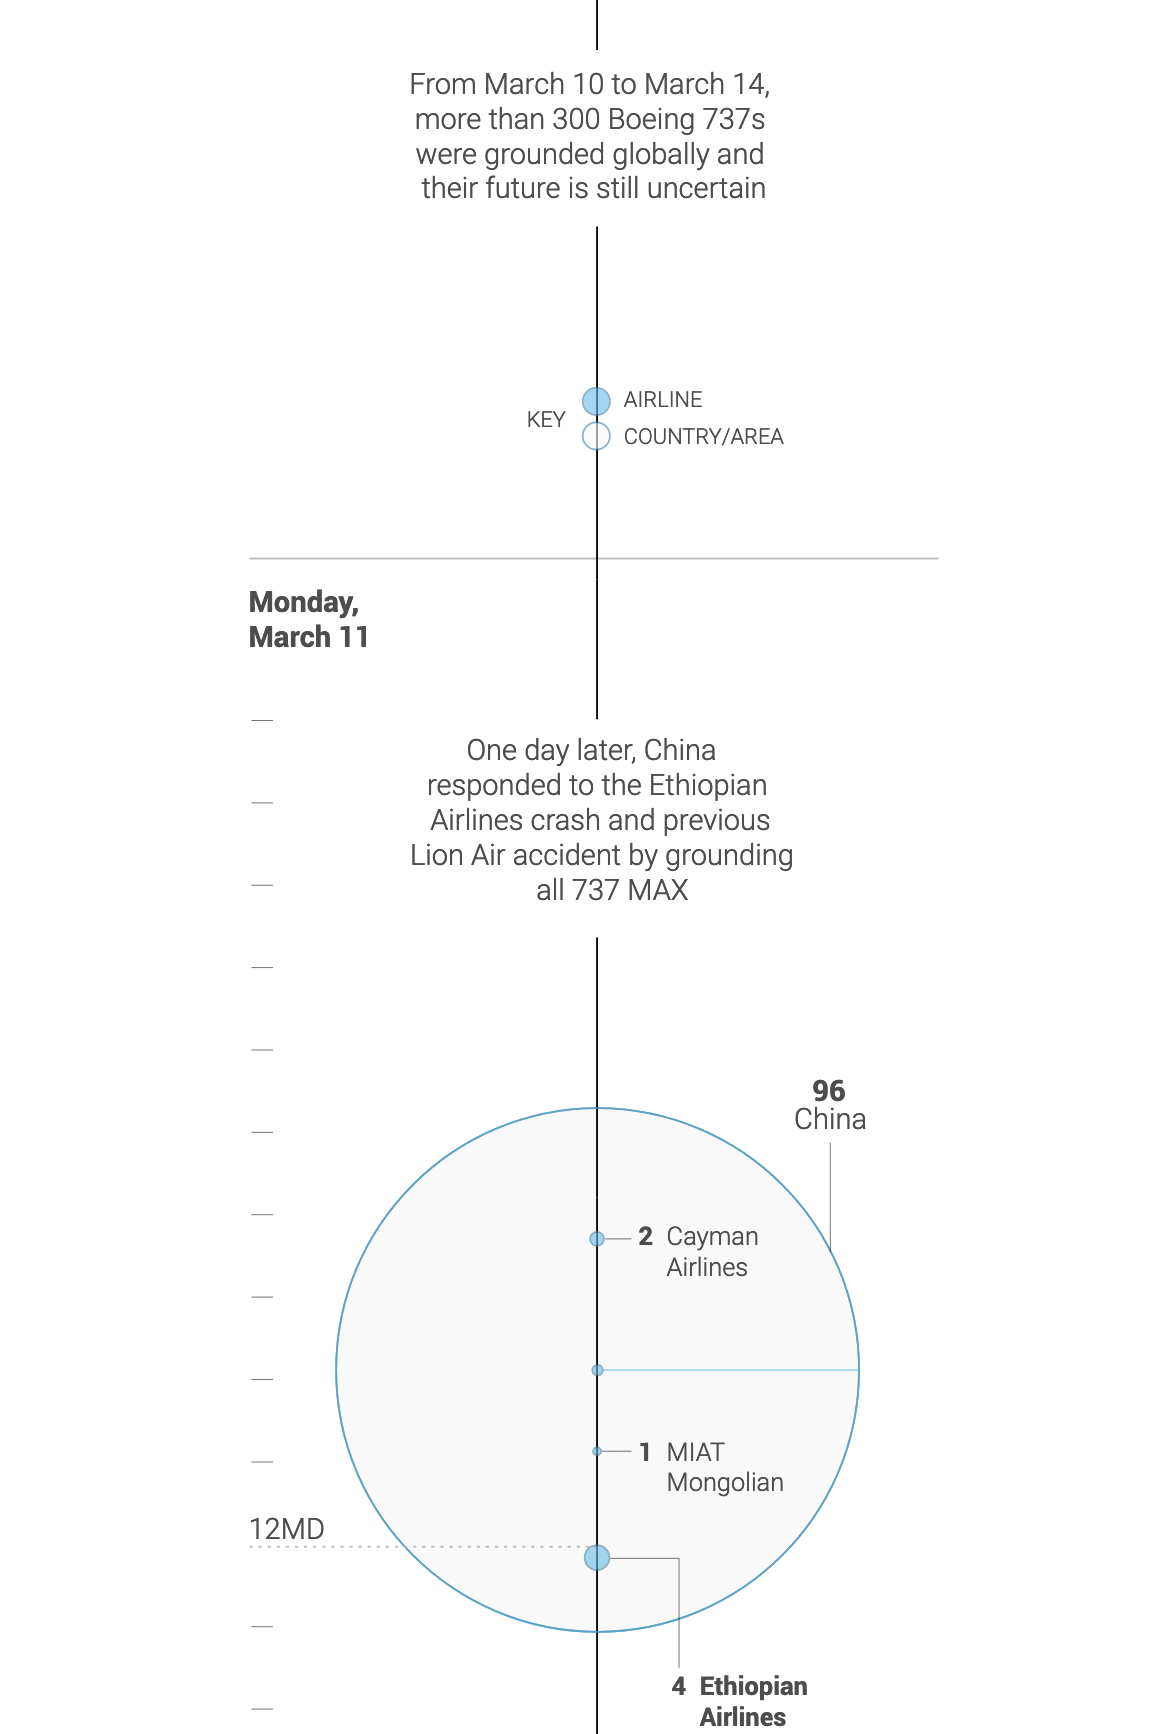 From March 10 to March 14,
more than 300 Boeing 737s
were grounded globally and
their future is still uncertain
KEY
AIRLINE
COUNTRY/AREA
Monday,
March 11
One day later, China
responded to the Ethiopian
Airlines crash and previous
Lion Air accident by grounding
all 737 MAX
96
China
2 Cayman
Airlines
1 MIAT
Mongolian
12MD
4 Ethiopian
Airlines